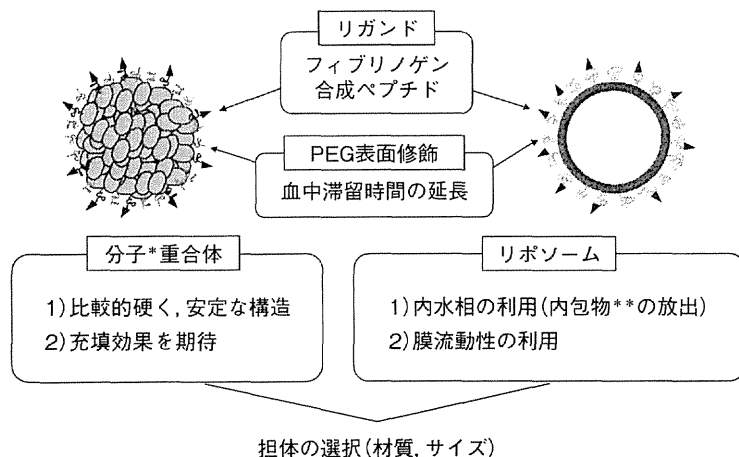 リガンド
フィブリノゲン
合成ペプチド
PEG表面修飾
血中滞留時間の延長
分子*重合体
1)比較的硬く,安定な構造
2)充填効果を期待
リポソーム
1)内水相の利用(内包物**の放出)
2)膜流動性の利用
担体の選択(材質,サイズ)